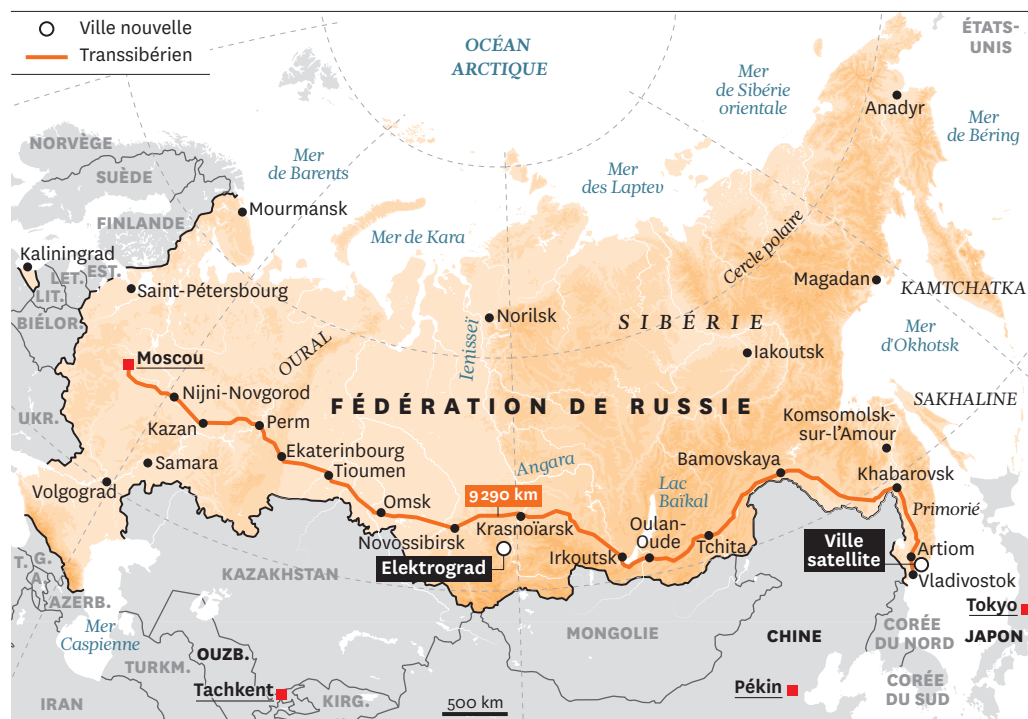 Ville nouvelle
Transsibérien
OCÉAN
ARCTIQUE
ÉTATS-
UNIS
Mer
de Sibérie
orientale
Anadyr
Mer
de Béring
NORVÈGE
SUÈDE
FINLANDE
Mer
de Barents
Mer
des Laptev
Mourmansk
Mer de Kara
Cercle polaire
Kaliningrad
EST.
LET.
LIT.
BIÉLOR.
Saint-Pétersbourg
Magadan
KAMTCHATKA
Norilsk
Ienisseï
SIBÉRIE
Mer
d'Okhotsk
OURAL
Moscou
Iakoutsk
Nijni-Novgorod
FÉDÉRATION DE RUSSIE
SAKHALINE
UKR.
Kazan
Perm
Komsomolsk-
sur-l'Amour
Ekaterinbourg
Samara
Tioumen
Angara
Bamovskaya
Khabarovsk
Volgograd
Lac
Baïkal
Omsk
9 290 km
Primorié
Krasnoïarsk
Novossibirsk
Oulan-
Oude
Tchita
Irkoutsk
Elektrograd
Ville
satellite
Artiom
Vladivostok
T.
G.
A.
AZERB.
KAZAKHSTAN
Mer
Caspienne
MONGOLIE
CHINE
CORÉE
DU NORD
Tokyo
JAPON
OUZB.
TURKM.
Tachkent
KIRG.
IRAN
500 km
Pékin
CORÉE
DU SUD